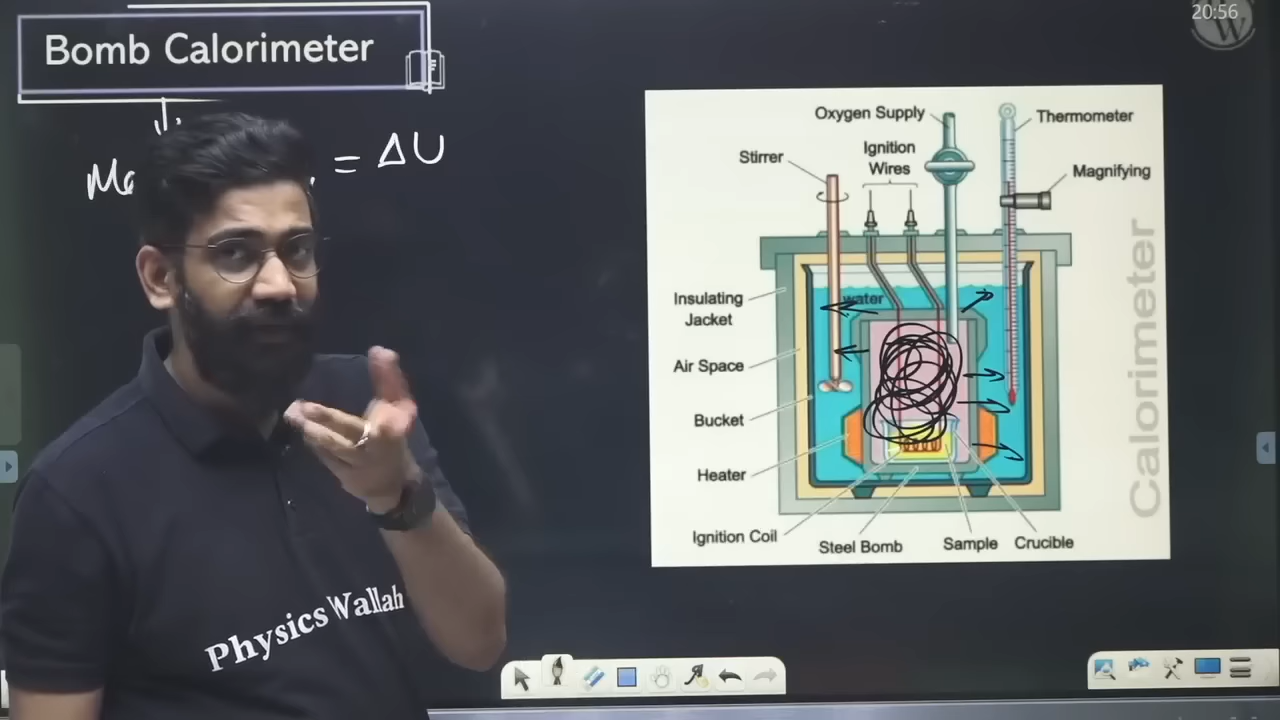 20:56
Bomb Calorimeter
= ΔU
Oxygen Supply
Thermometer
Stirrer
Ignition
Wires
Magnifying
Insulating
Jacket
water
Air Space
Bucket
Heater
Ignition Coil
Steel Bomb
Sample
Crucible
Calorimeter
Physics Wallah